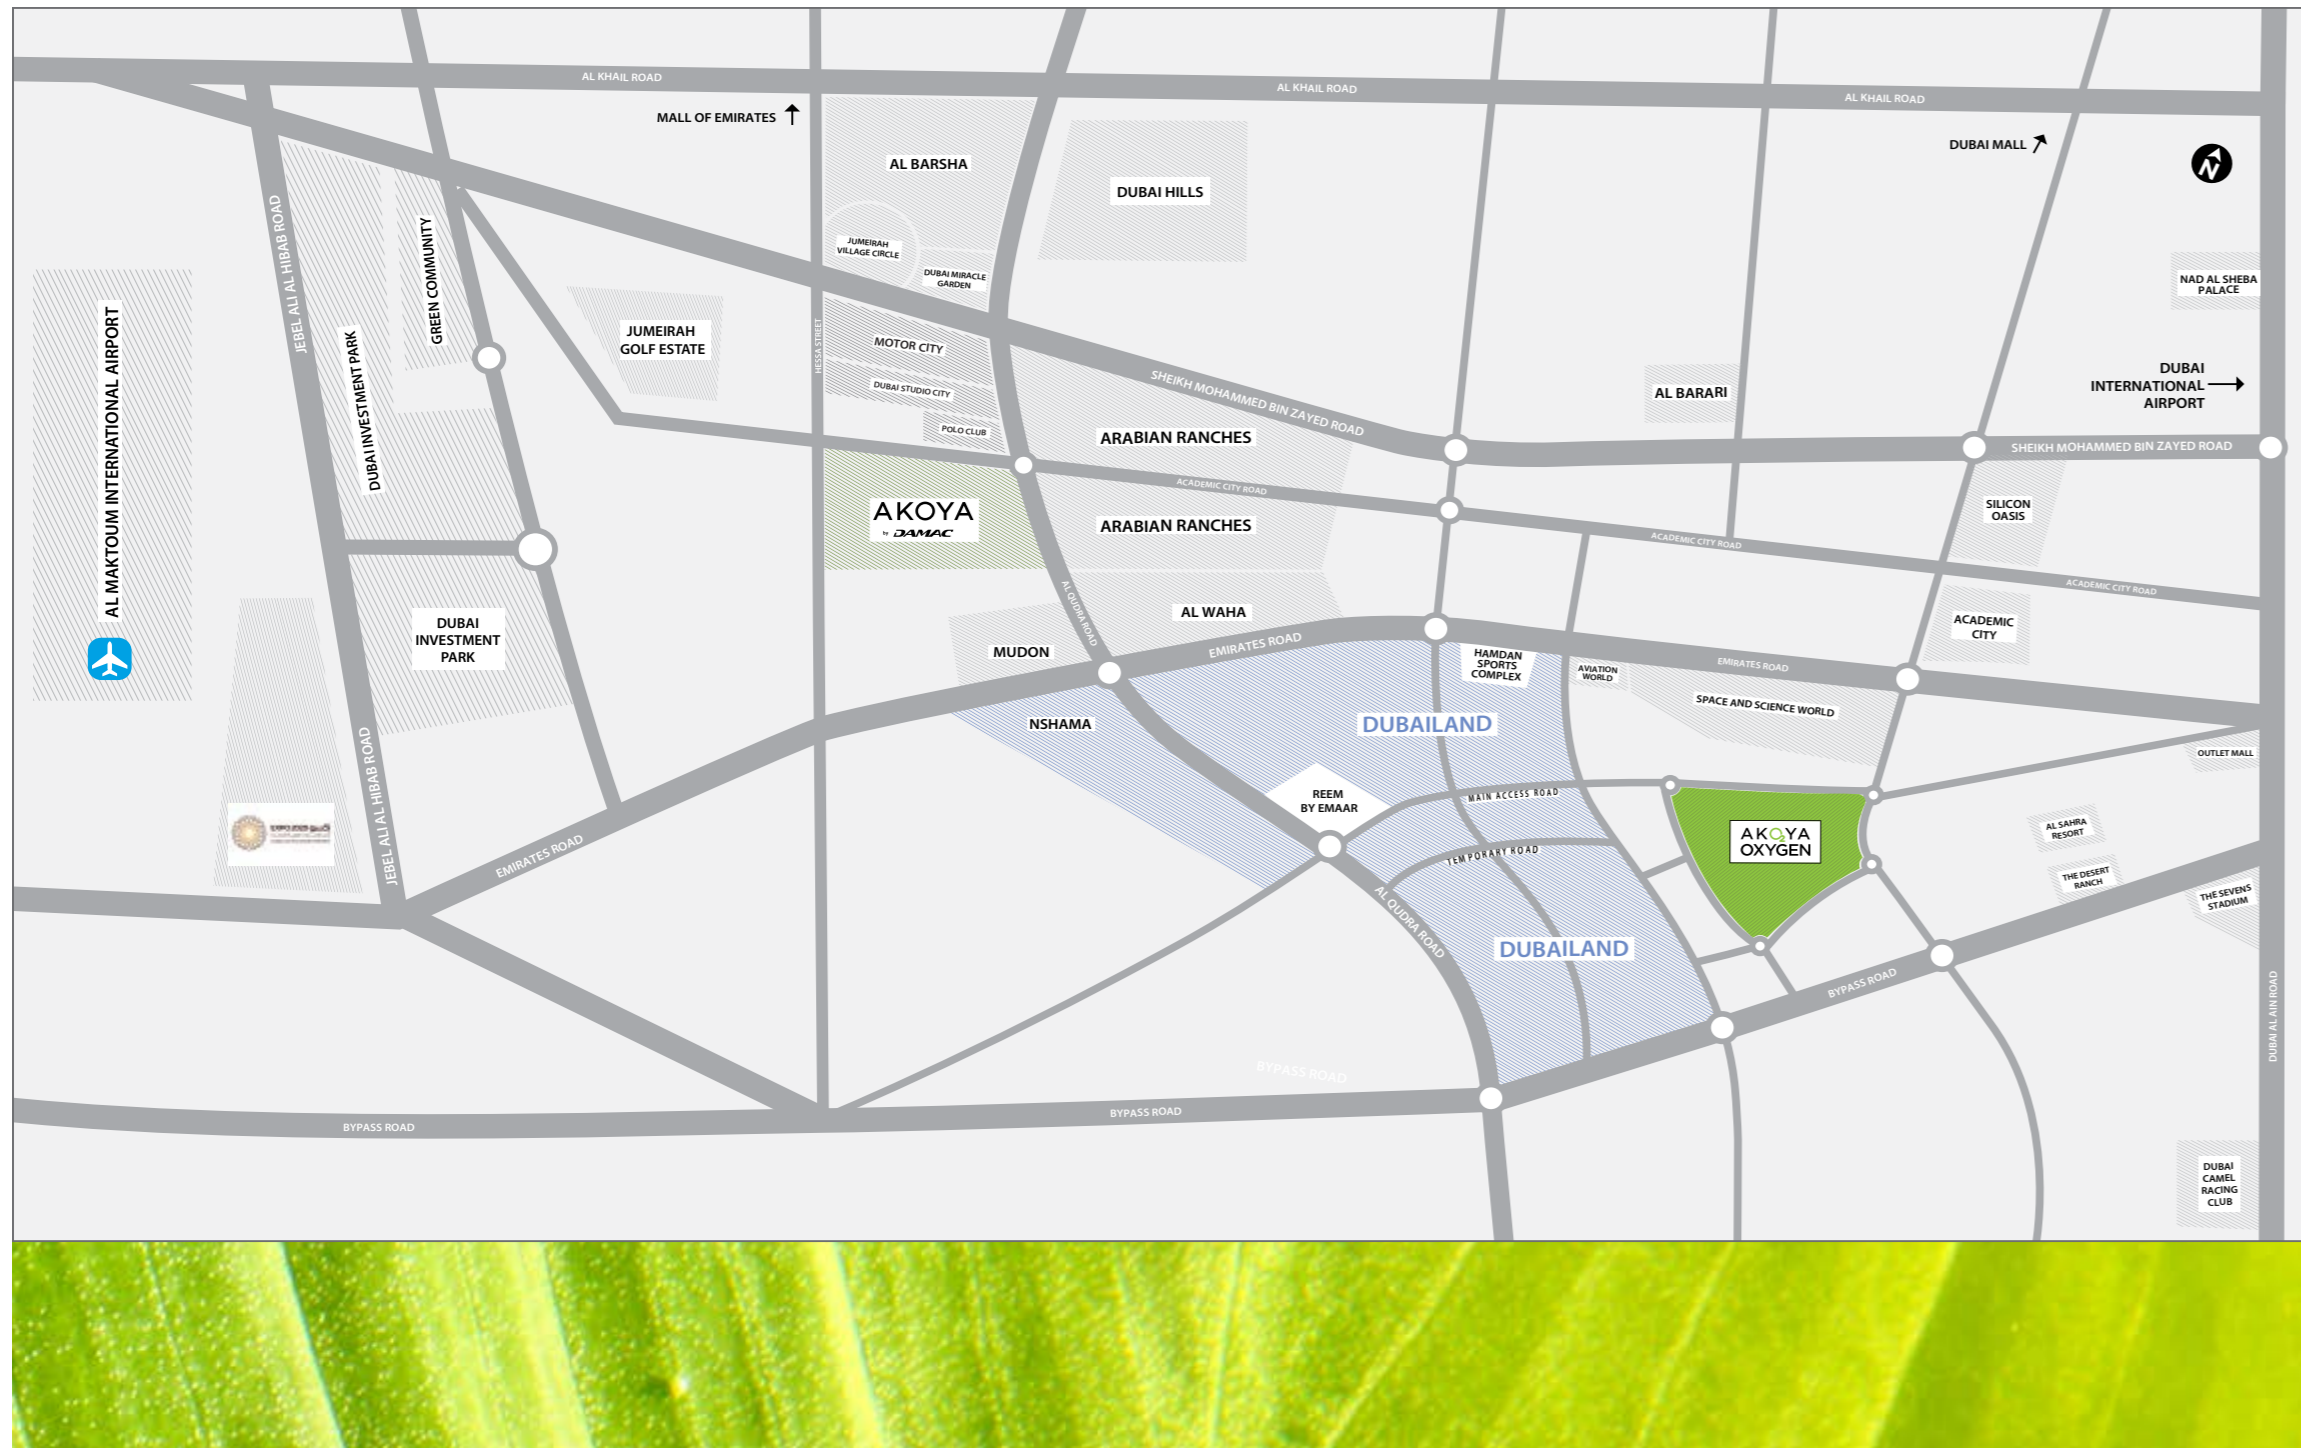 AL KHAIL ROAD
AL KHAIL ROAD
AL KHAIL ROAD
MALL OF EMIRATES
DUBAI MALL
N
AL BARSHA
DUBAI HILLS
JUMEIRAH
VILLAGE CIRCLE
DUBAI MIRACLE
GARDEN
NAD AL SHEBA
PALACE
JEBEL ALI AL HIBAB ROAD
GREEN COMMUNITY
DUBAI INVESTMENT PARK
AL MAKTOUM INTERNATIONAL AIRPORT
JUMEIRAH
GOLF ESTATE
HESSA STREET
MOTOR CITY
DUBAI STUDIO CITY
POLO CLUB
SHEIKH MOHAMMED BIN ZAYED ROAD
AL BARARI
DUBAI
INTERNATIONAL
AIRPORT
ARABIAN RANCHES
SHEIKH MOHAMMED BIN ZAYED ROAD
ACADEMIC CITY ROAD
AKOYA
by DAMAC
ARABIAN RANCHES
SILICON
OASIS
ACADEMIC CITY ROAD
ACADEMIC CITY ROAD
AL QUDRA ROAD
AL WAHA
ACADEMIC
CITY
DUBAI
INVESTMENT
PARK
MUDON
EMIRATES ROAD
HAMDAN
SPORTS
COMPLEX
AVIATION
WORLD
EMIRATES ROAD
SPACE AND SCIENCE WORLD
NSHAMA
DUBAILAND
OUTLET MALL
JEBEL ALI AL HIBAB ROAD
REEM
BY EMAAR
MAIN ACCESS ROAD
TEMPORARY ROAD
AKO2YA
OXYGEN
AL SAHRA
RESORT
EMIRATES ROAD
THE DESERT
RANCH
THE SEVENS
STADIUM
AL QUDRA ROAD
DUBAILAND
BYPASS ROAD
DUBAI AL AIN ROAD
BYPASS ROAD
BYPASS ROAD
BYPASS ROAD
DUBAI
CAMEL
RACING
CLUB